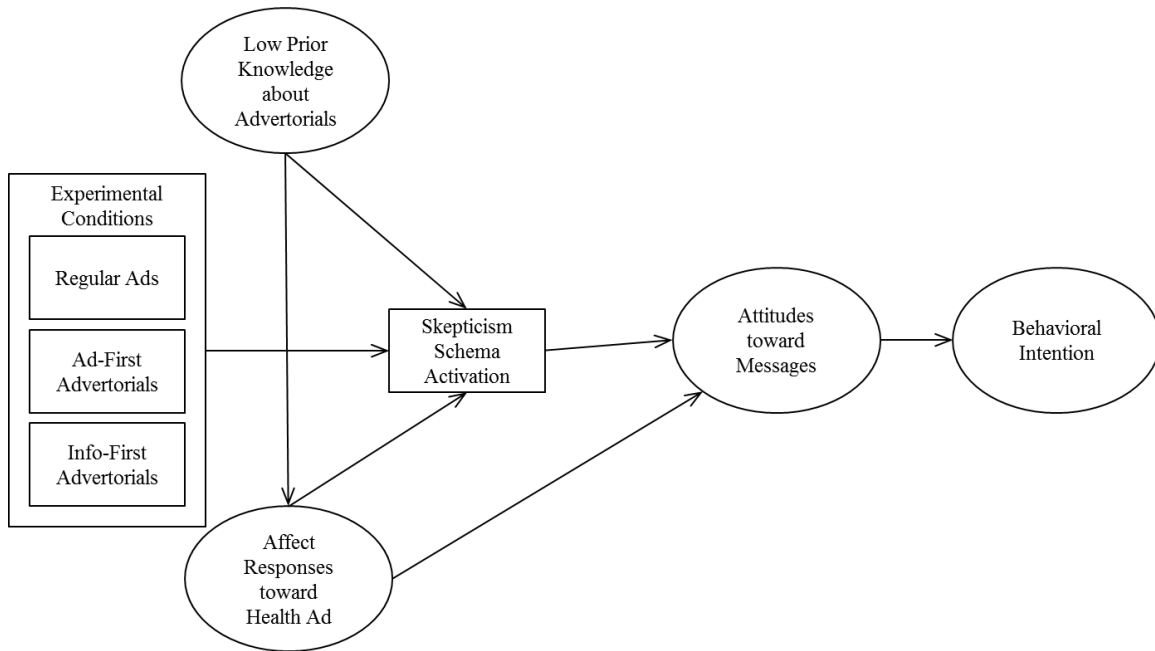 Low Prior
Knowledge
about
Advertorials
Experimental
Conditions
Regular Ads
Ad-First
Advertorials
Info-First
Advertorials
Skepticism
Schema
Activation
Attitudes
toward
Messages
Behavioral
Intention
Affect
Responses
toward
Health Ad